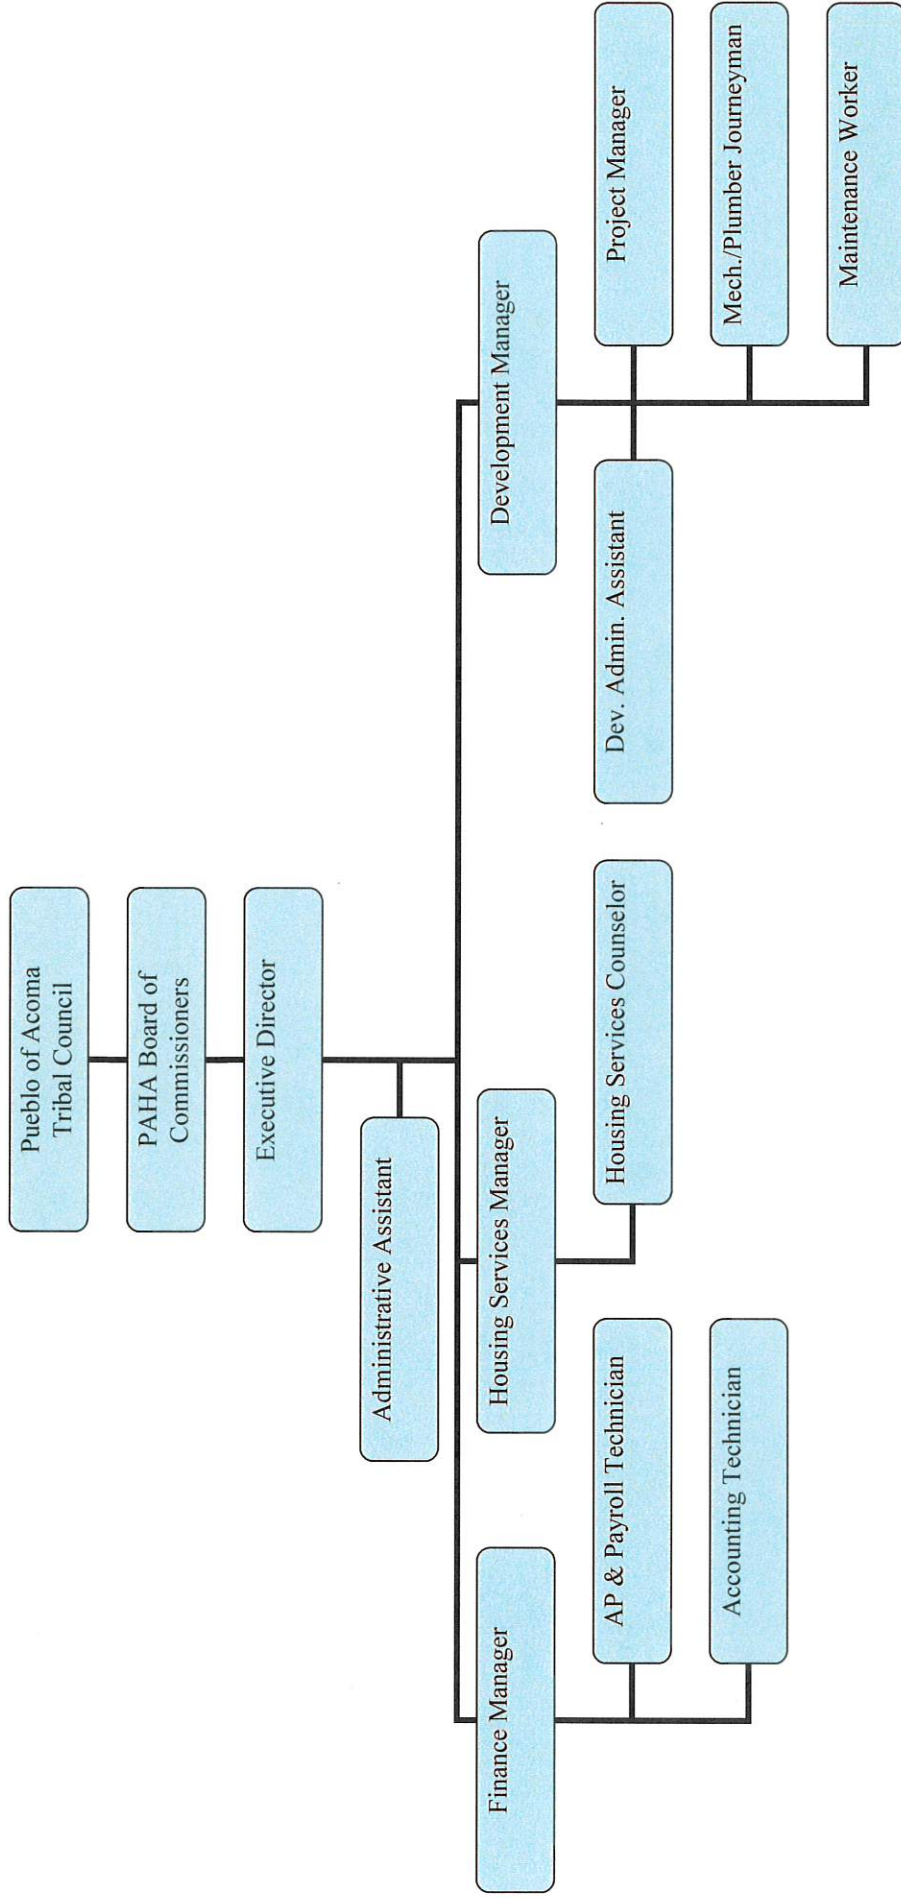 Pueblo of Acoma
Tribal Council
PAHA Board of
Commissioners
Executive Director
Administrative Assistant
Finance Manager
Housing Services Manager
Development Manager
AP & Payroll Technician
Housing Services Counselor
Dev. Admin. Assistant
Project Manager
Accounting Technician
Mech./Plumber Journeyman
Maintenance Worker